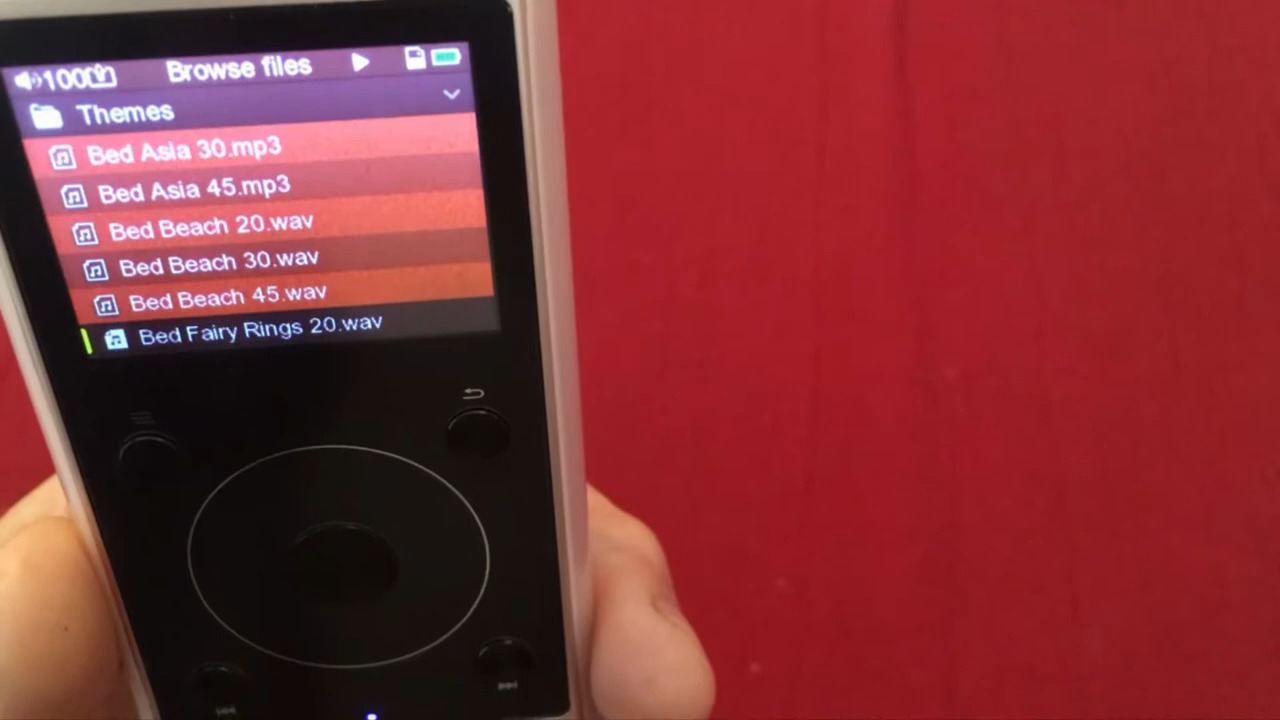 100 Browse files
Themes
Bed Asia 30.mp3
Bed Asia 45.mp3
Bed Beach 20.wav
Bed Beach 30.wav
Bed Beach 45.wav
Bed Fairy Rings 20.wav